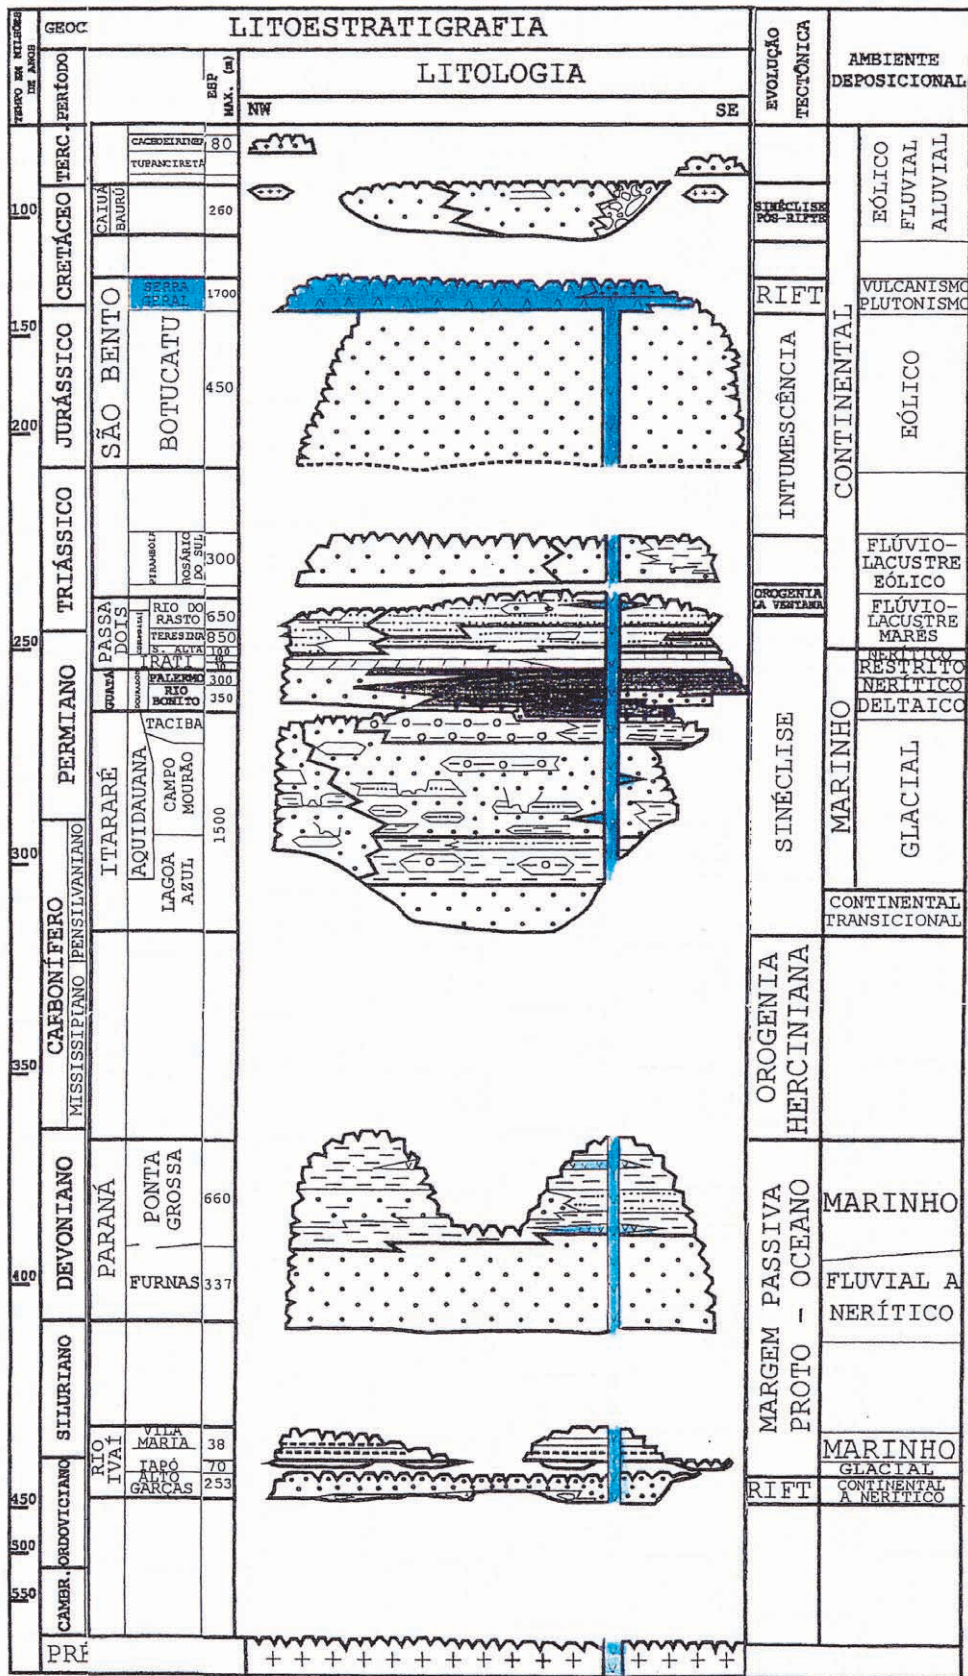 TEMPO EM MILHÕES
DE ANOS
GEOC
PERÍODO
LITOESTRATIGRAFIA
ESP
MAX. (m)
LITOLOGIA
NW
SE
EVOLUÇÃO
TECTÔNICA
AMBIENTE
DEPOSICIONAL
100
150
200
250
300
350
400
450
500
550
TERC.
CRETÁCEO
JURÁSSICO
TRIÁSSICO
PERMIANO
CARBONÍFERO
PENSILVANIANO
MISSISSIPIANO
DEVONIANO
SILURIANO
ORDOVICIANO
CAMBR.
PRÉ
80
TUPANCIRETÃ
CAIUÁ
BAURÚ
260
SÃO BENTO
SERRA
GERAL
1700
BOTUCATU
450
PIRAMBÓIA
ROSÁRIO
DO SUL
300
PASSA
DOIS
RIO DO
RASTO
650
TERESINA
850
S. ALTA
100
IRATI
GUATÁ
PALERMO
300
RIO
BONITO
350
ITARARÉ
AQUIDAUANA
TACIBA
CAMPO
MOURÃO
LAGOA
AZUL
1500
PARANÁ
PONTA
GROSSA
660
FURNAS
337
RIO
IVAÍ
VILA
MARIA
38
IAPÓ
70
ALTO
GARÇAS
253
SINÉCLISE
RIFT
INTUMESCÊNCIA
OROGENIA
LA VENTANA
SINÉCLISE
OROGENIA
HERCINIANA
MARGEM PASSIVA
PROTO - OCEANO
RIFT
CONTINENTAL
MARINHO
EÓLICO
FLUVIAL
ALUVIAL
VULCANISMO
PLUTONISMO
EÓLICO
FLÚVIO-
LACUSTRE
EÓLICO
FLÚVIO-
LACUSTRE
MARÉS
NERÍTICO
RESTRITO
NERÍTICO
DELTAICO
GLACIAL
CONTINENTAL
TRANSICIONAL
MARINHO
FLUVIAL A
NERÍTICO
MARINHO
GLACIAL
CONTINENTAL
A NERÍTICO